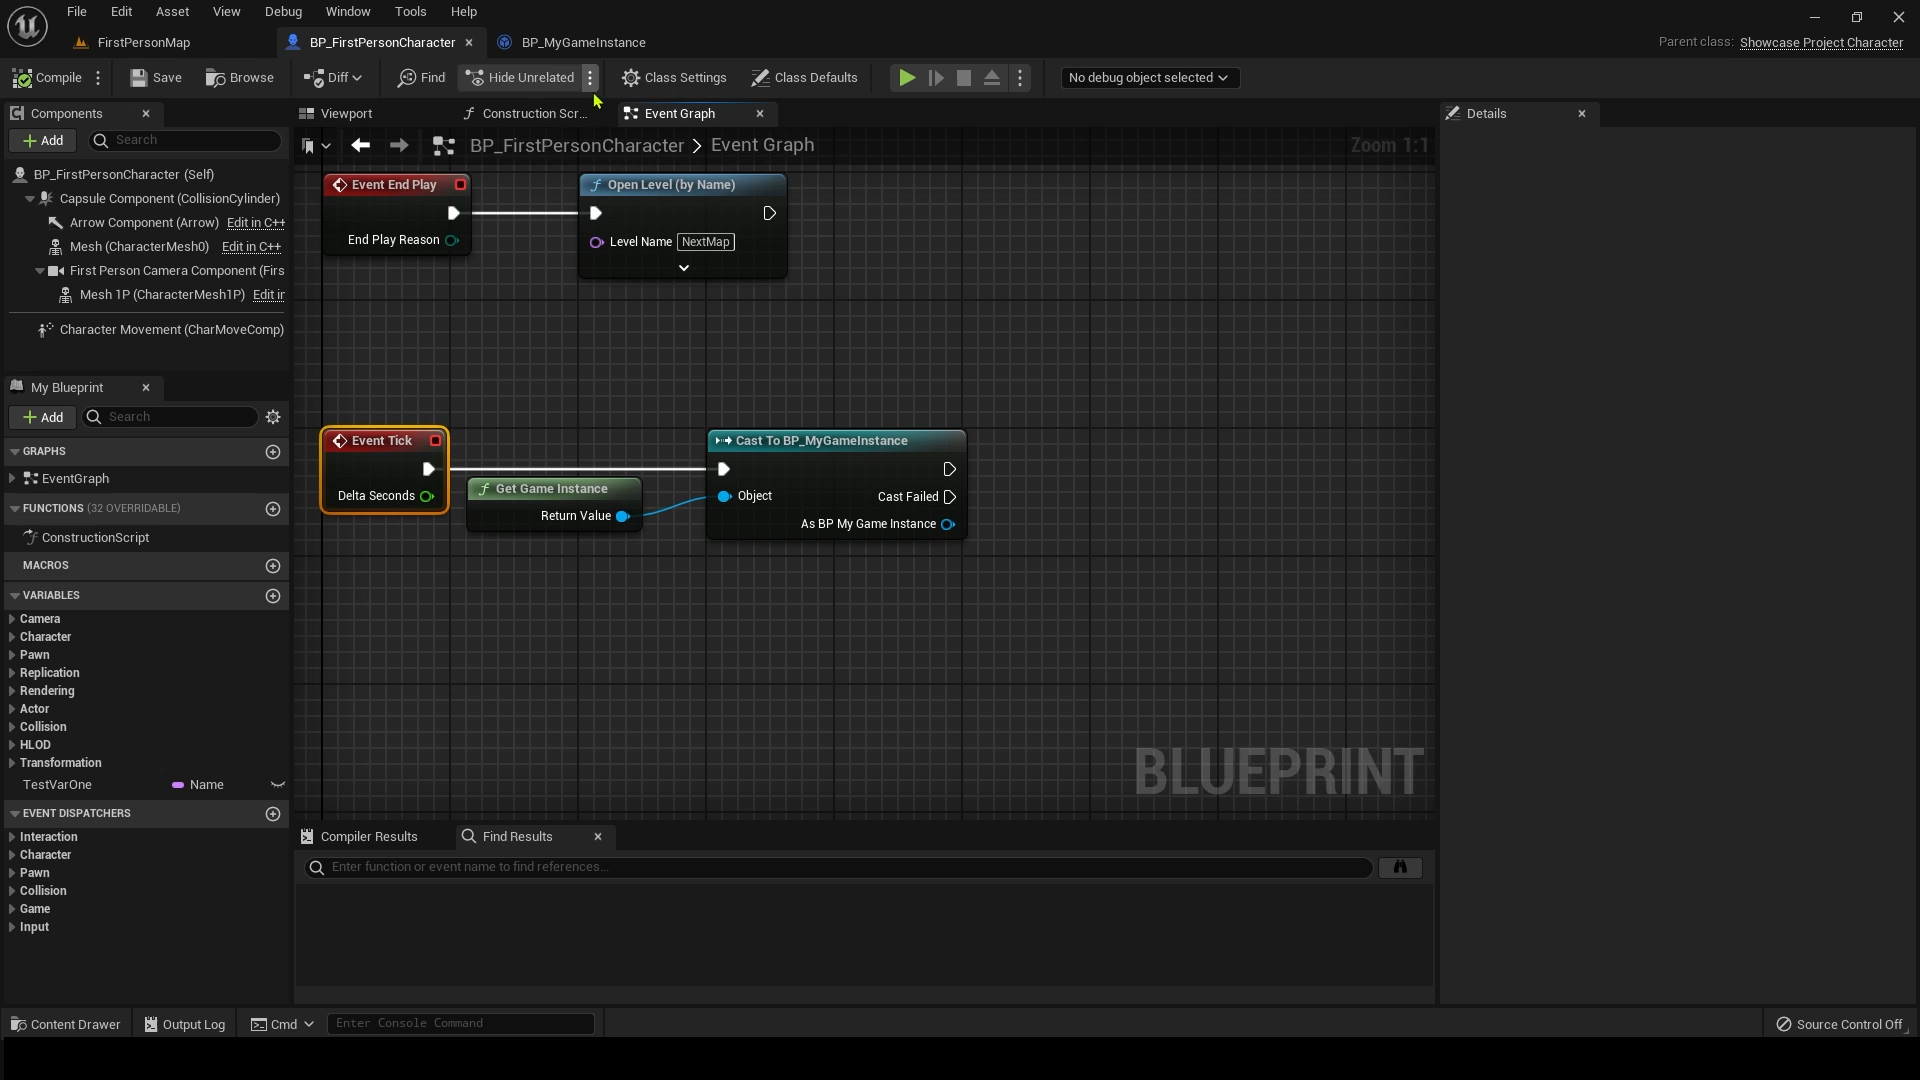 File Edit Asset View Debug Window Tools Help
FirstPersonMap BP_FirstPersonCharacter BP_MyGameInstance
Parent class: Showcase Project Character
Compile Save Browse Diff Find Hide Unrelated Class Settings Class Defaults No debug object selected
Components
Add Search
BP_FirstPersonCharacter (Self)
Capsule Component (CollisionCylinder)
Arrow Component (Arrow) Edit in C++
Mesh (CharacterMesh0) Edit in C++
First Person Camera Component (Firs
Mesh 1P (CharacterMesh1P) Edit in
Character Movement (CharMoveComp)
My Blueprint
Add Search
GRAPHS
EventGraph
FUNCTIONS (32 OVERRIDABLE)
ConstructionScript
MACROS
VARIABLES
Camera
Character
Pawn
Replication
Rendering
Actor
Collision
HLOD
Transformation
TestVarOne Name
EVENT DISPATCHERS
Interaction
Character
Pawn
Collision
Game
Input
Viewport Construction Scr... Event Graph
BP_FirstPersonCharacter > Event Graph
Zoom 1:1
Event End Play
End Play Reason
Open Level (by Name)
Level Name NextMap
Event Tick
Delta Seconds
Get Game Instance
Return Value
Cast To BP_MyGameInstance
Object Cast Failed
As BP My Game Instance
BLUEPRINT
Compiler Results Find Results
Enter function or event name to find references...
Details
Content Drawer Output Log Cmd Enter Console Command Source Control Off